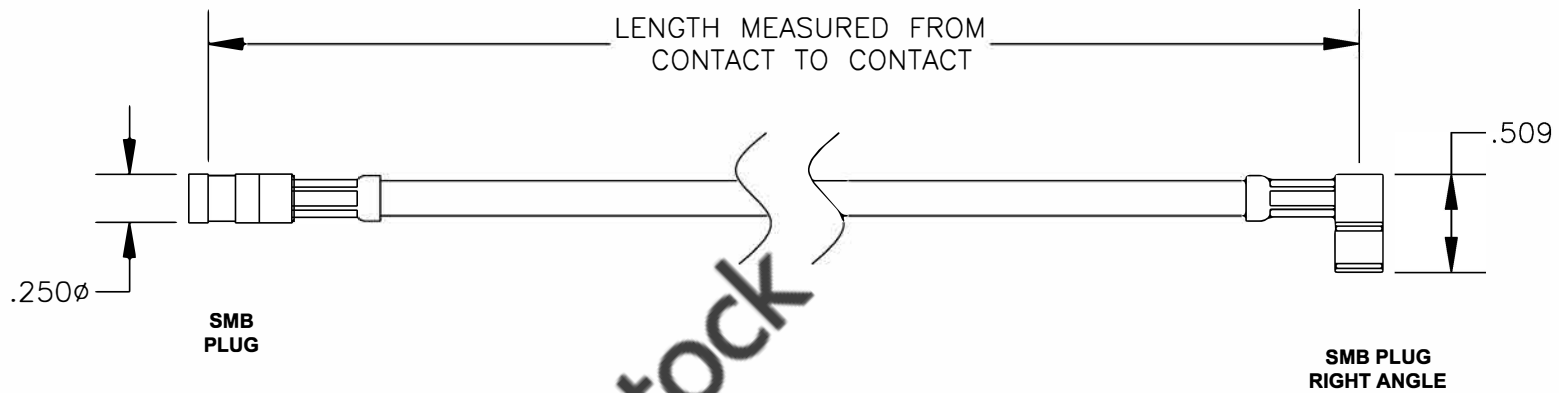 LENGTH MEASURED FROM
CONTACT TO CONTACT
.509
.250ø
SMB
PLUG
SMB PLUG
RIGHT ANGLE